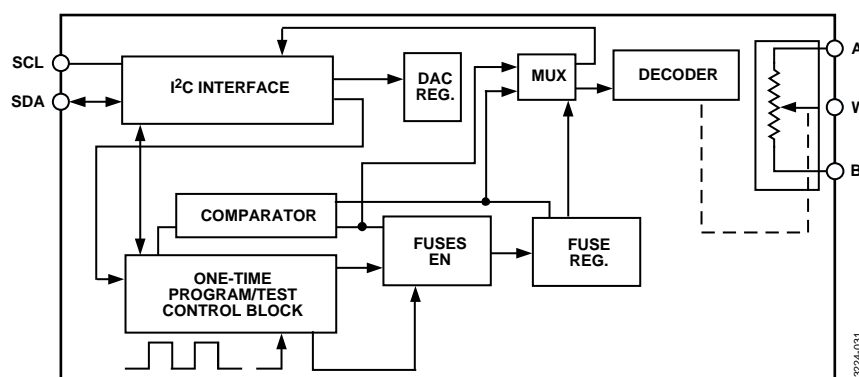 SCL
SDA
I²C INTERFACE
DAC
REG.
MUX
DECODER
A
W
B
COMPARATOR
FUSES
EN
FUSE
REG.
ONE-TIME
PROGRAM/TEST
CONTROL BLOCK